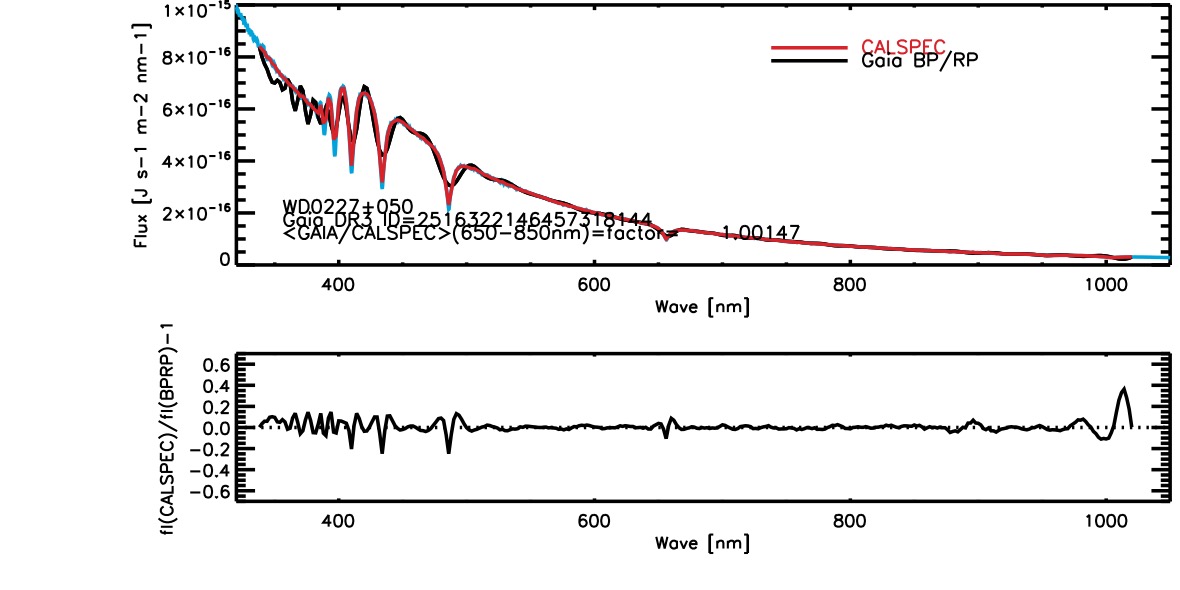 1×10⁻¹⁵
8×10⁻¹⁶
6×10⁻¹⁶
4×10⁻¹⁶
2×10⁻¹⁶
0
Flux [J s-1 m-2 nm-1]
CALSPEC
Gaia BP/RP
WD0227+050
Gaia DR3 ID=2516322146457318144
<GAIA/CALSPEC>(650-850nm)=factor= 1.00147
400 600 800 1000
Wave [nm]
fl(CALSPEC)/fl(BPRP)-1
0.6
0.4
0.2
0.0
-0.2
-0.4
-0.6
400 600 800 1000
Wave [nm]